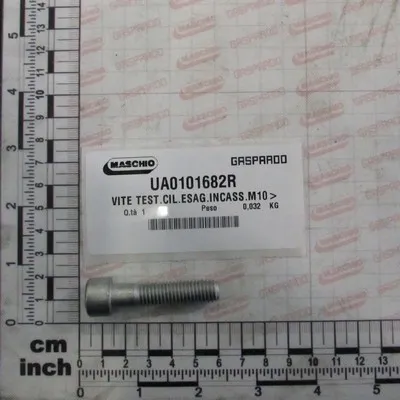 MASCHIO GASPARDO
UA0101682R
VITE TEST.CIL.ESAG.INCASS.M10>
Q.tà 1 Peso 0,032 KG
cm
inch